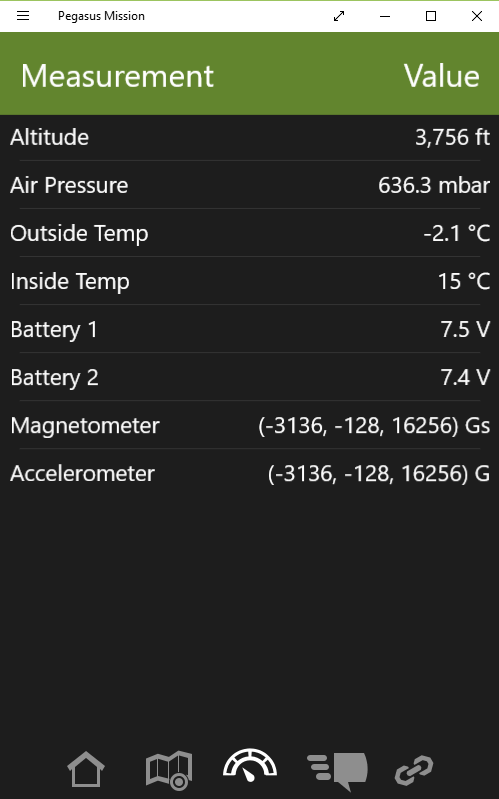 Pegasus Mission
Measurement Value
Altitude 3,756 ft
Air Pressure 636.3 mbar
Outside Temp -2.1 °C
Inside Temp 15 °C
Battery 1 7.5 V
Battery 2 7.4 V
Magnetometer (-3136, -128, 16256) Gs
Accelerometer (-3136, -128, 16256) G